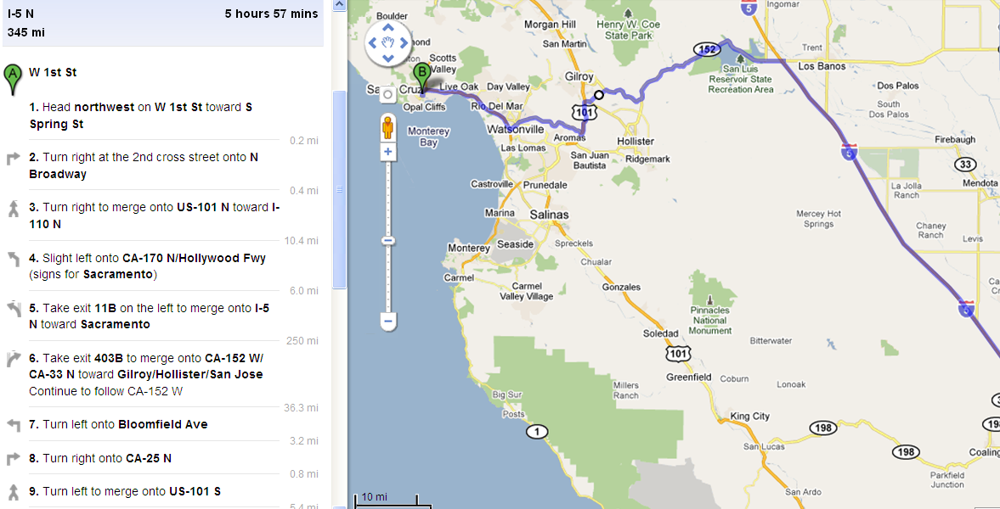 I-5 N 5 hours 57 mins
345 mi
A
W 1st St
1. Head northwest on W 1st St toward S
Spring St
0.2 mi
2. Turn right at the 2nd cross street onto N
Broadway
0.4 mi
3. Turn right to merge onto US-101 N toward I-
110 N
10.4 mi
4. Slight left onto CA-170 N/Hollywood Fwy
(signs for Sacramento)
6.0 mi
5. Take exit 11B on the left to merge onto I-5
N toward Sacramento
250 mi
6. Take exit 403B to merge onto CA-152 W/
CA-33 N toward Gilroy/Hollister/San Jose
Continue to follow CA-152 W
36.3 mi
7. Turn left onto Bloomfield Ave
3.2 mi
8. Turn right onto CA-25 N
0.8 mi
9. Turn left to merge onto US-101 S
5.4 mi
Boulder
Morgan Hill
San Martin
Henry W. Coe
State Park
5
Ingomar
152
Trent
Los Banos
San Luis
Reservoir State
Recreation Area
Scotts
Valley
B
Live Oak
Day Valley
Gilroy
Opal Cliffs
Rio Del Mar
101
Dos Palos
South
Dos Palos
Monterey
Bay
Watsonville
Aromas
Hollister
Ridgemark
Las Lomas
San Juan
Bautista
5
Firebaugh
33
Mendota
Castroville
Prunedale
La Jolla
Ranch
Marina
Salinas
Mercey Hot
Springs
Chaney
Ranch
Levis
Monterey
Seaside
Spreckels
Chualar
Carmel
Carmel
Valley Village
Gonzales
Pinnacles
National
Monument
5
Soledad
Bitterwater
101
Greenfield
Coburn
Lonoak
Millers
Ranch
Big Sur
Posts
1
King City
198
San Lucas
198
Parkfield
Junction
San Ardo
10 mi